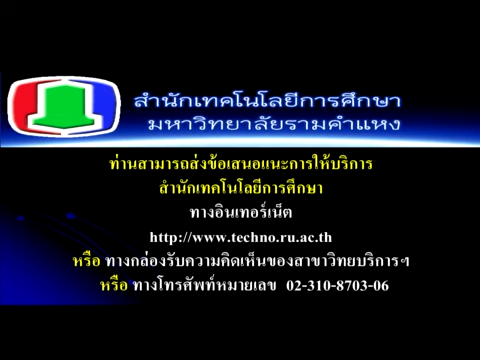 สำนักเทคโนโลยีการศึกษา
มหาวิทยาลัยรามคำแหง
ท่านสามารถส่งข้อเสนอแนะการให้บริการ
สำนักเทคโนโลยีการศึกษา
ทางอินเทอร์เน็ต
http://www.techno.ru.ac.th
หรือ ทางกล่องรับความคิดเห็นของสาขาวิทยบริการฯ
หรือ ทางโทรศัพท์หมายเลข 02-310-8703-06